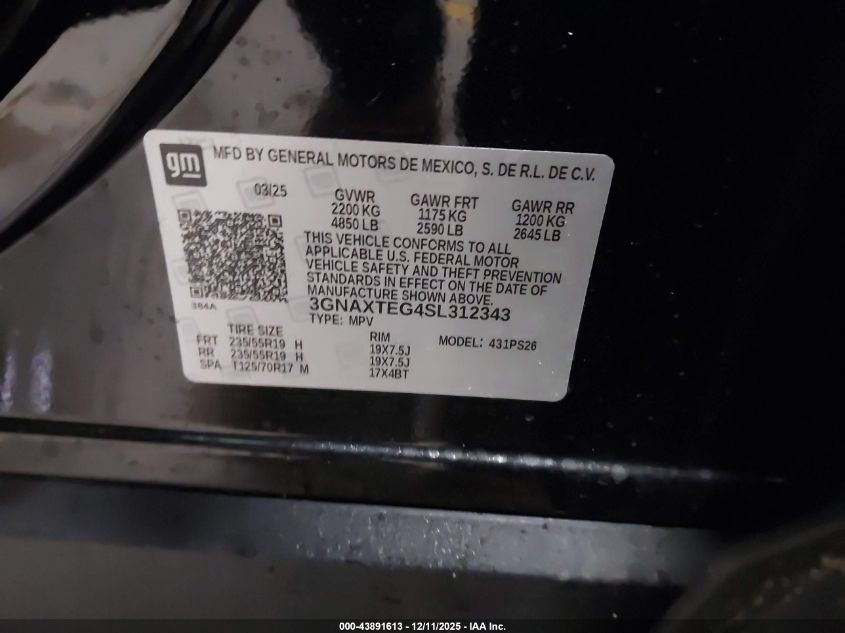 gm MFD BY GENERAL MOTORS DE MEXICO, S. DE R.L. DE C.V.
03/25 GVWR GAWR FRT GAWR RR
2200 KG 1175 KG 1200 KG
4850 LB 2590 LB 2645 LB
THIS VEHICLE CONFORMS TO ALL
APPLICABLE U.S. FEDERAL MOTOR
VEHICLE SAFETY AND THEFT PREVENTION
STANDARDS IN EFFECT ON THE DATE OF
MANUFACTURE SHOWN ABOVE.
384A 3GNAXTEG4SL312343
TYPE: MPV
TIRE SIZE RIM MODEL: 431PS26
FRT 235/55R19 H 19X7.5J
RR 235/55R19 H 19X7.5J
SPA T125/70R17 M 17X4BT
000-43891613 - 12/11/2025 - IAA Inc.